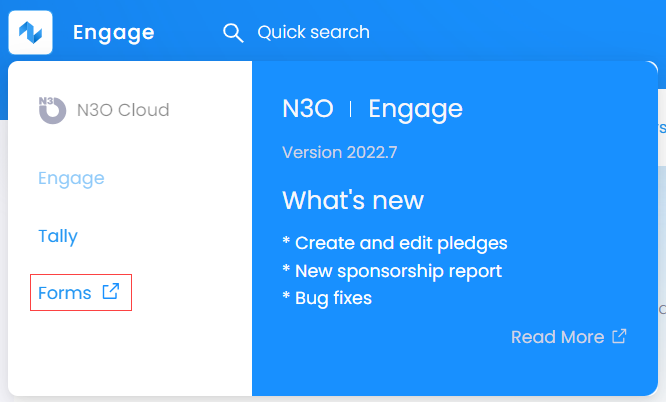 Engage
Quick search
N3O Cloud
Engage
Tally
Forms
N3O | Engage
Version 2022.7
What's new
* Create and edit pledges
* New sponsorship report
* Bug fixes
Read More